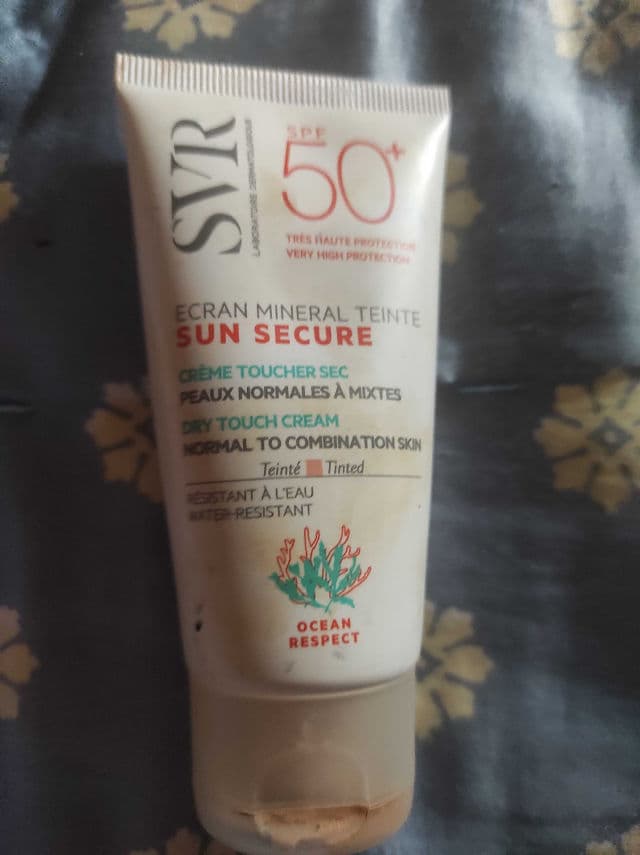 SVR
LABORATOIRE DERMATOLOGIQUE
SPF
50+
TRÈS HAUTE PROTECTION
VERY HIGH PROTECTION
ECRAN MINERAL TEINTE
SUN SECURE
CRÈME TOUCHER SEC
PEAUX NORMALES À MIXTES
DRY TOUCH CREAM
NORMAL TO COMBINATION SKIN
Teinté Tinted
RÉSISTANT À L'EAU
WATER-RESISTANT
OCEAN
RESPECT